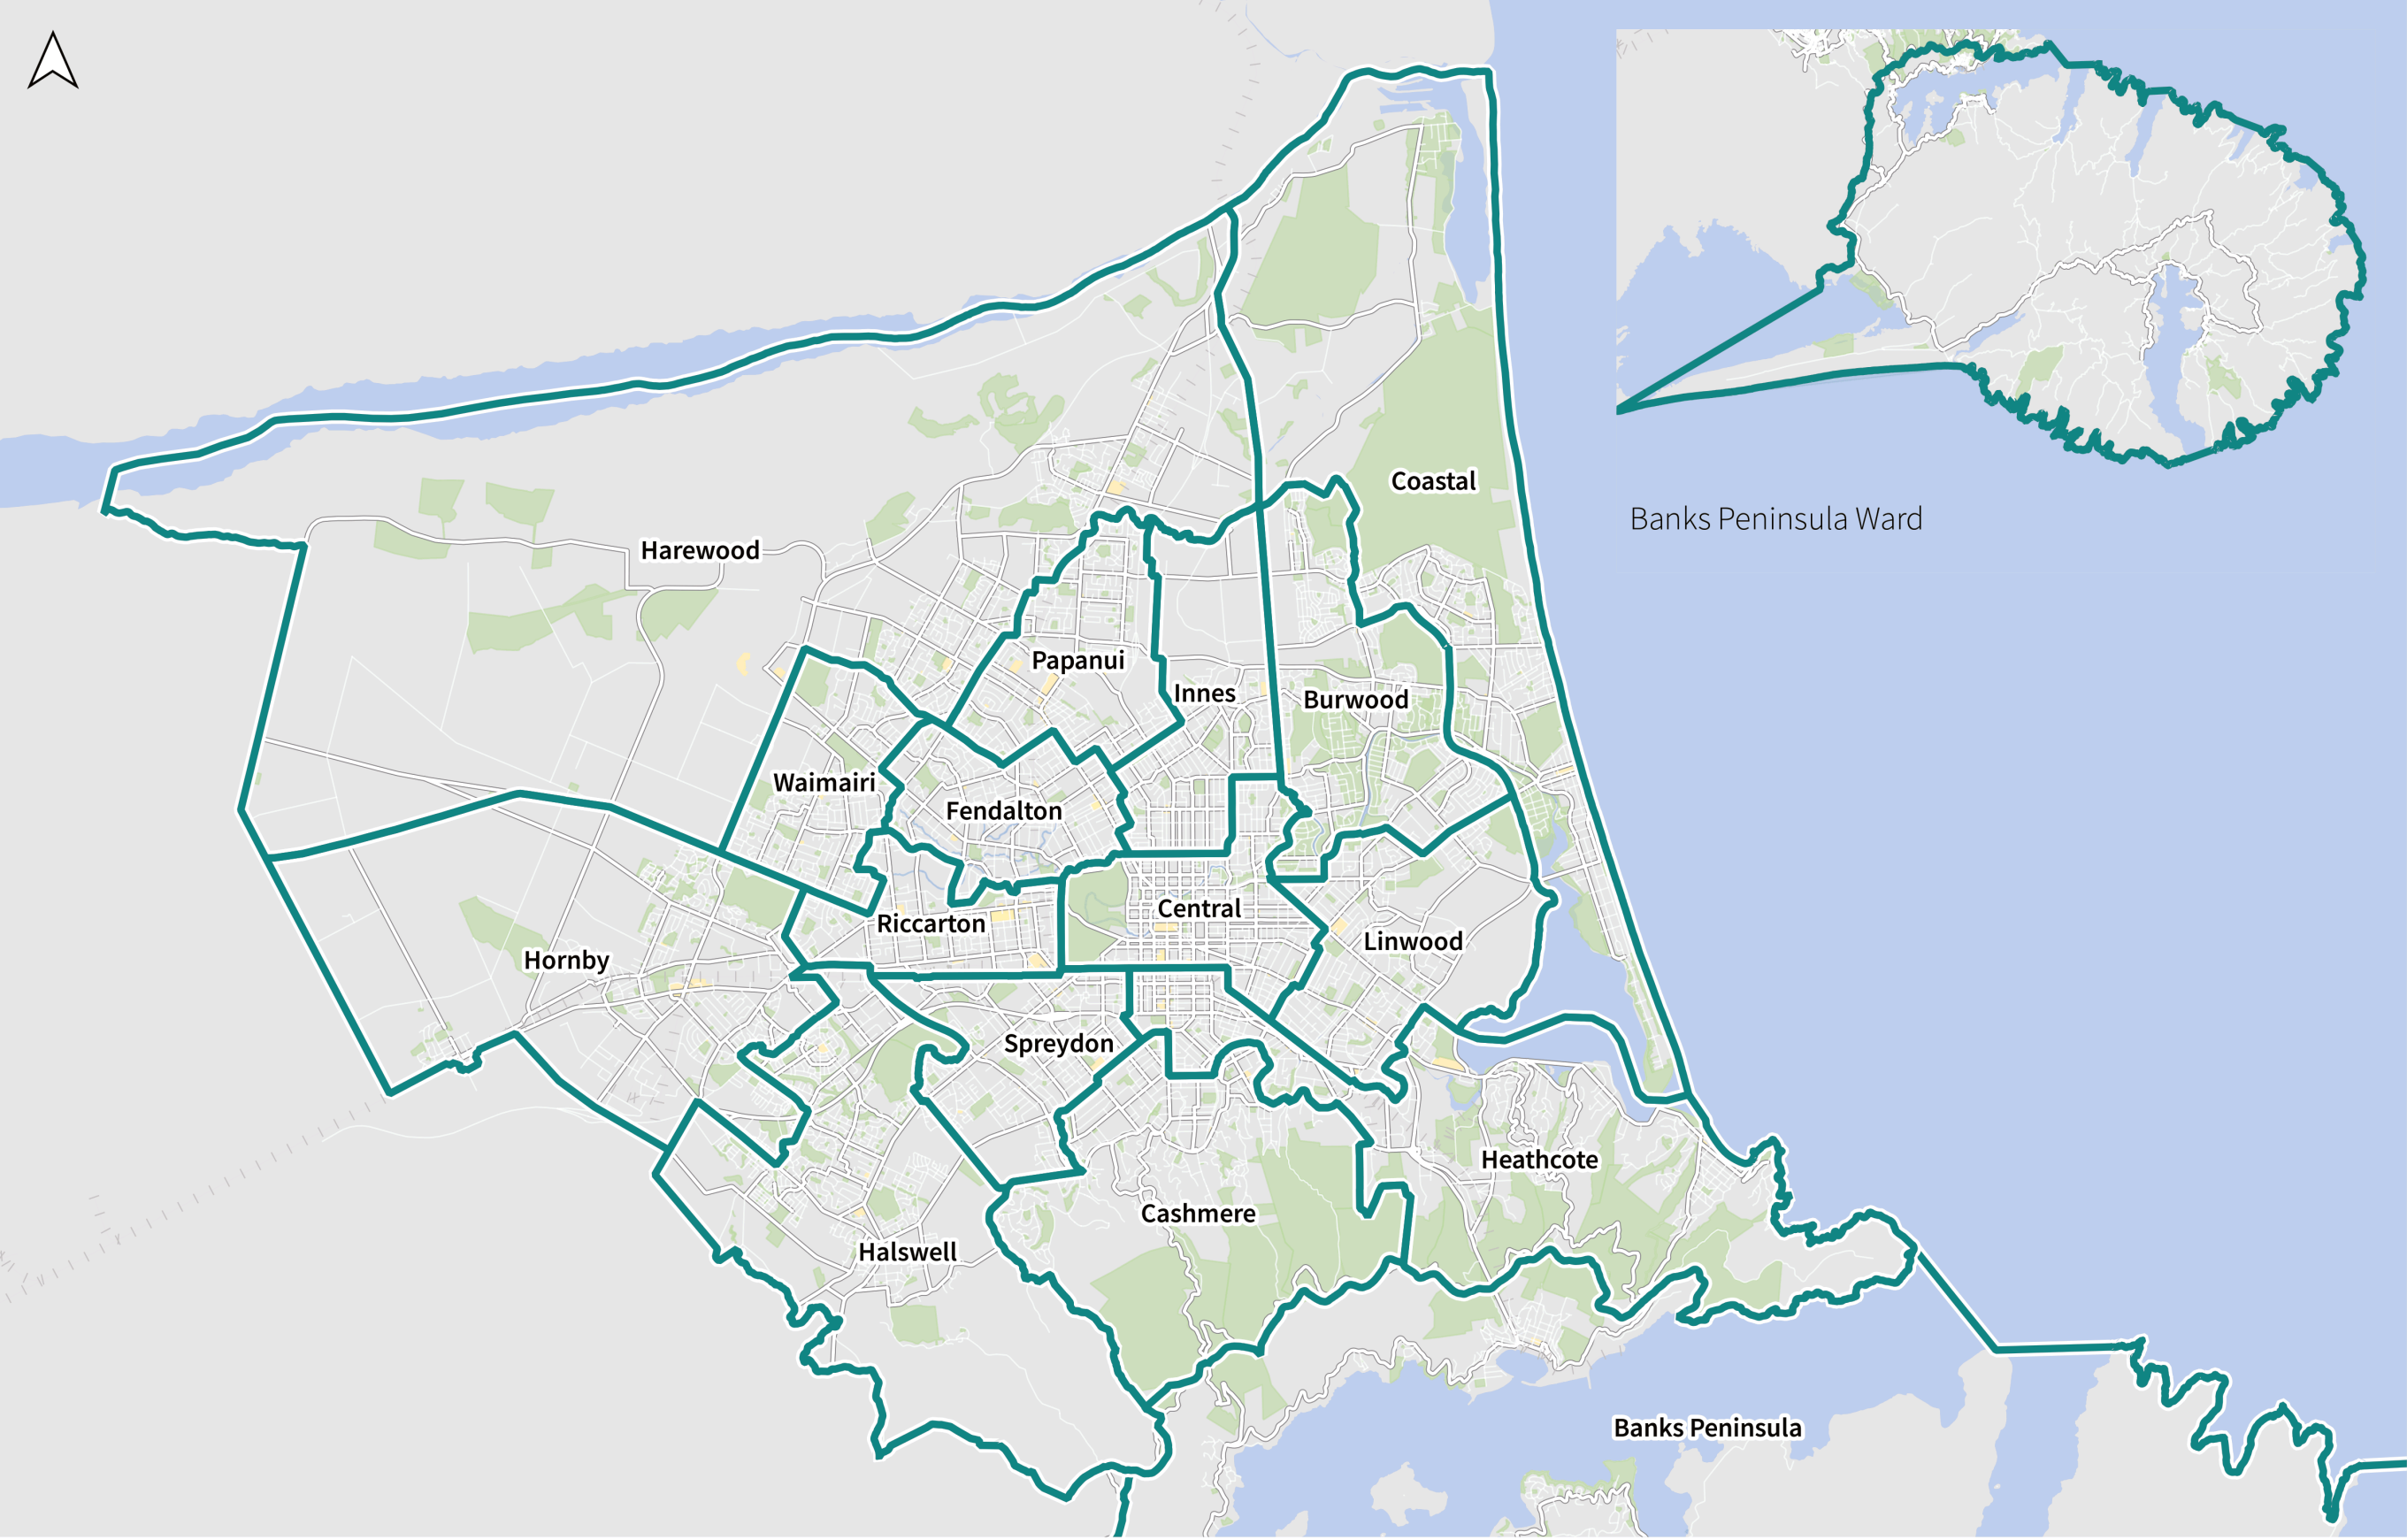 Coastal
Banks Peninsula Ward
Harewood
Papanui
Innes
Burwood
Waimairi
Fendalton
Central
Riccarton
Linwood
Hornby
Spreydon
Heathcote
Cashmere
Halswell
Banks Peninsula